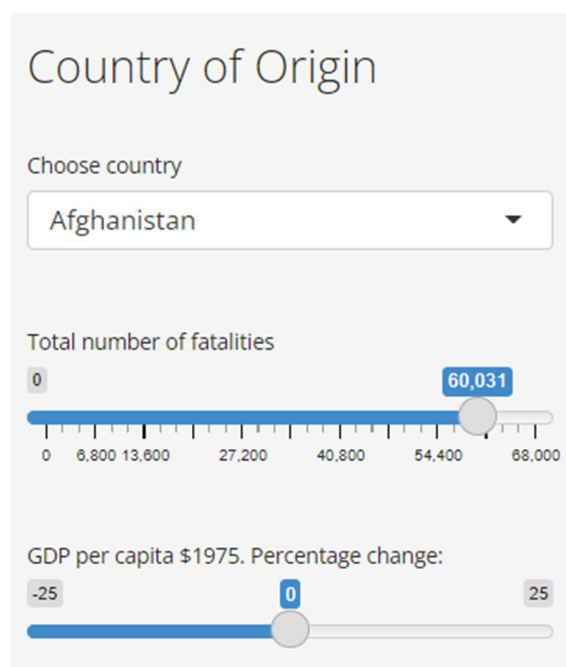 Country of Origin
Choose country
Afghanistan
Total number of fatalities
0 60,031
0 6,800 13,600 27,200 40,800 54,400 68,000
GDP per capita $1975. Percentage change:
-25 0 25